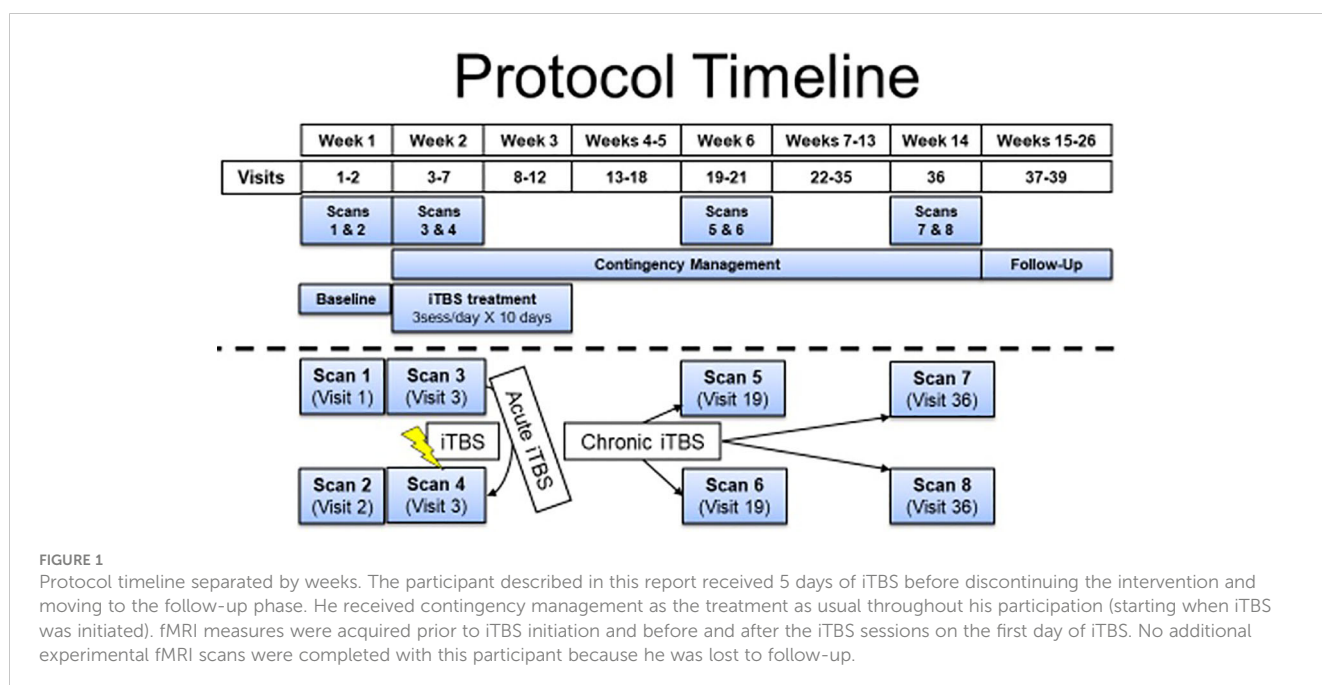 Protocol Timeline
Week 1 Week 2 Week 3 Weeks 4-5 Week 6 Weeks 7-13 Week 14 Weeks 15-26
Visits 1-2 3-7 8-12 13-18 19-21 22-35 36 37-39
Scans 1 & 2
Scans 3 & 4
Scans 5 & 6
Scans 7 & 8
Contingency Management Follow-Up
Baseline
iTBS treatment
3sess/day X 10 days
Scan 1
(Visit 1)
Scan 3
(Visit 3)
Acute iTBS
Scan 5
(Visit 19)
Scan 7
(Visit 36)
iTBS
Chronic iTBS
Scan 2
(Visit 2)
Scan 4
(Visit 3)
Scan 6
(Visit 19)
Scan 8
(Visit 36)
FIGURE 1
Protocol timeline separated by weeks. The participant described in this report received 5 days of iTBS before discontinuing the intervention and
moving to the follow-up phase. He received contingency management as the treatment as usual throughout his participation (starting when iTBS
was initiated). fMRI measures were acquired prior to iTBS initiation and before and after the iTBS sessions on the first day of iTBS. No additional
experimental fMRI scans were completed with this participant because he was lost to follow-up.